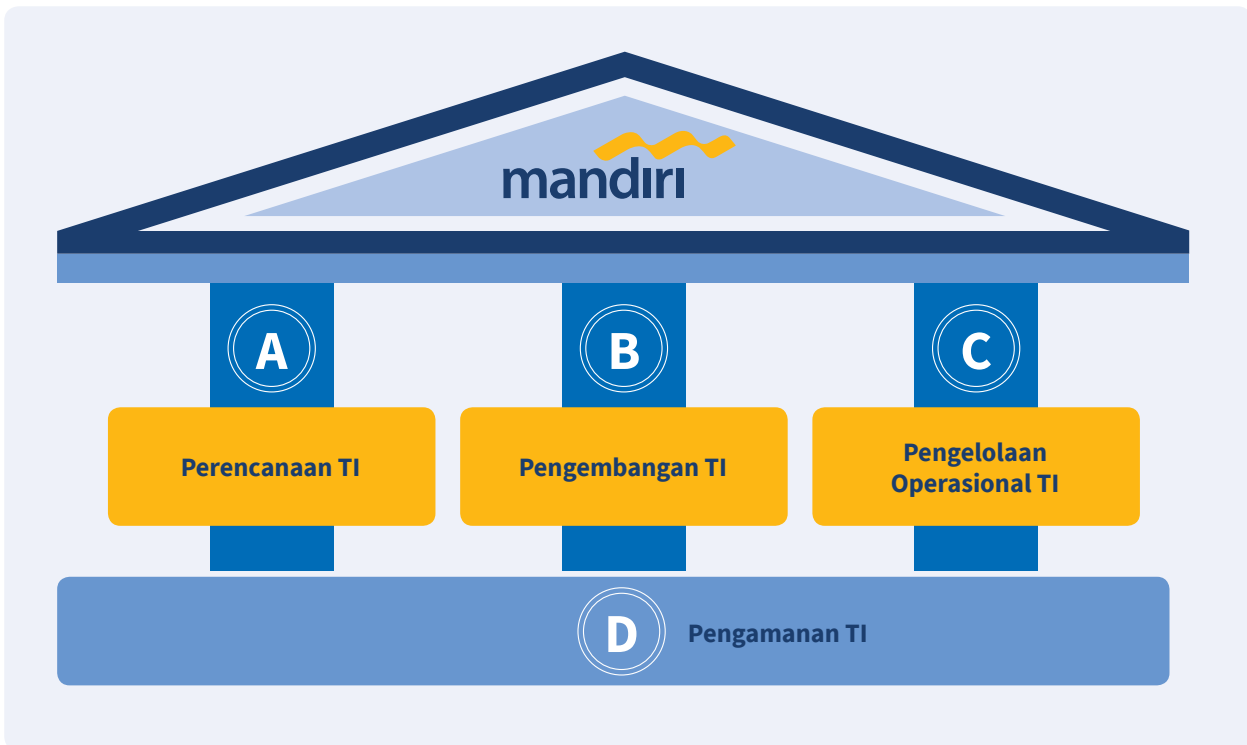 mandiri
A
B
C
Perencanaan TI
Pengembangan TI
Pengelolaan
Operasional TI
D
Pengamanan TI